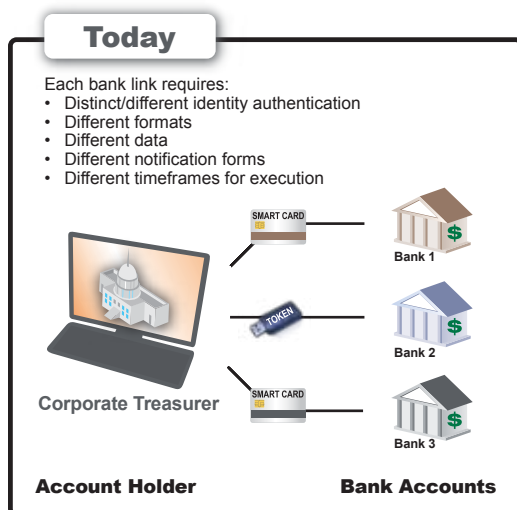 Today
Each bank link requires:
• Distinct/different identity authentication
• Different formats
• Different data
• Different notification forms
• Different timeframes for execution
SMART CARD
$
Bank 1
TOKEN
$
Bank 2
Corporate Treasurer
SMART CARD
$
Bank 3
Account Holder
Bank Accounts